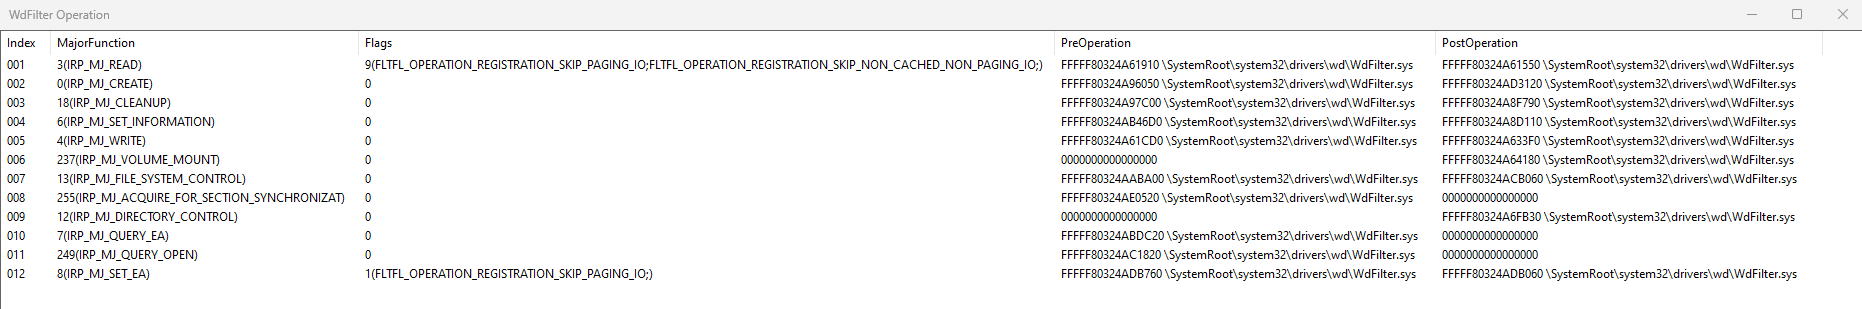 WdFilter Operation
Index MajorFunction Flags PreOperation PostOperation
001 3(IRP_MJ_READ) 9(FLTFL_OPERATION_REGISTRATION_SKIP_PAGING_IO;FLTFL_OPERATION_REGISTRATION_SKIP_NON_CACHED_NON_PAGING_IO;) FFFFF80324A61910 \SystemRoot\system32\drivers\wd\WdFilter.sys FFFFF80324A61550 \SystemRoot\system32\drivers\wd\WdFilter.sys
002 0(IRP_MJ_CREATE) 0 FFFFF80324A96050 \SystemRoot\system32\drivers\wd\WdFilter.sys FFFFF80324AD3120 \SystemRoot\system32\drivers\wd\WdFilter.sys
003 18(IRP_MJ_CLEANUP) 0 FFFFF80324A97C00 \SystemRoot\system32\drivers\wd\WdFilter.sys FFFFF80324A8F790 \SystemRoot\system32\drivers\wd\WdFilter.sys
004 6(IRP_MJ_SET_INFORMATION) 0 FFFFF80324AB46D0 \SystemRoot\system32\drivers\wd\WdFilter.sys FFFFF80324A8D110 \SystemRoot\system32\drivers\wd\WdFilter.sys
005 4(IRP_MJ_WRITE) 0 FFFFF80324A61CD0 \SystemRoot\system32\drivers\wd\WdFilter.sys FFFFF80324A633F0 \SystemRoot\system32\drivers\wd\WdFilter.sys
006 237(IRP_MJ_VOLUME_MOUNT) 0 0000000000000000 FFFFF80324A64180 \SystemRoot\system32\drivers\wd\WdFilter.sys
007 13(IRP_MJ_FILE_SYSTEM_CONTROL) 0 FFFFF80324AABA00 \SystemRoot\system32\drivers\wd\WdFilter.sys FFFFF80324ACB060 \SystemRoot\system32\drivers\wd\WdFilter.sys
008 255(IRP_MJ_ACQUIRE_FOR_SECTION_SYNCHRONIZAT) 0 FFFFF80324AE0520 \SystemRoot\system32\drivers\wd\WdFilter.sys 0000000000000000
009 12(IRP_MJ_DIRECTORY_CONTROL) 0 0000000000000000 FFFFF80324A6FB30 \SystemRoot\system32\drivers\wd\WdFilter.sys
010 7(IRP_MJ_QUERY_EA) 0 FFFFF80324ABDC20 \SystemRoot\system32\drivers\wd\WdFilter.sys 0000000000000000
011 249(IRP_MJ_QUERY_OPEN) 0 FFFFF80324AC1820 \SystemRoot\system32\drivers\wd\WdFilter.sys 0000000000000000
012 8(IRP_MJ_SET_EA) 1(FLTFL_OPERATION_REGISTRATION_SKIP_PAGING_IO;) FFFFF80324ADB760 \SystemRoot\system32\drivers\wd\WdFilter.sys FFFFF80324ADB060 \SystemRoot\system32\drivers\wd\WdFilter.sys